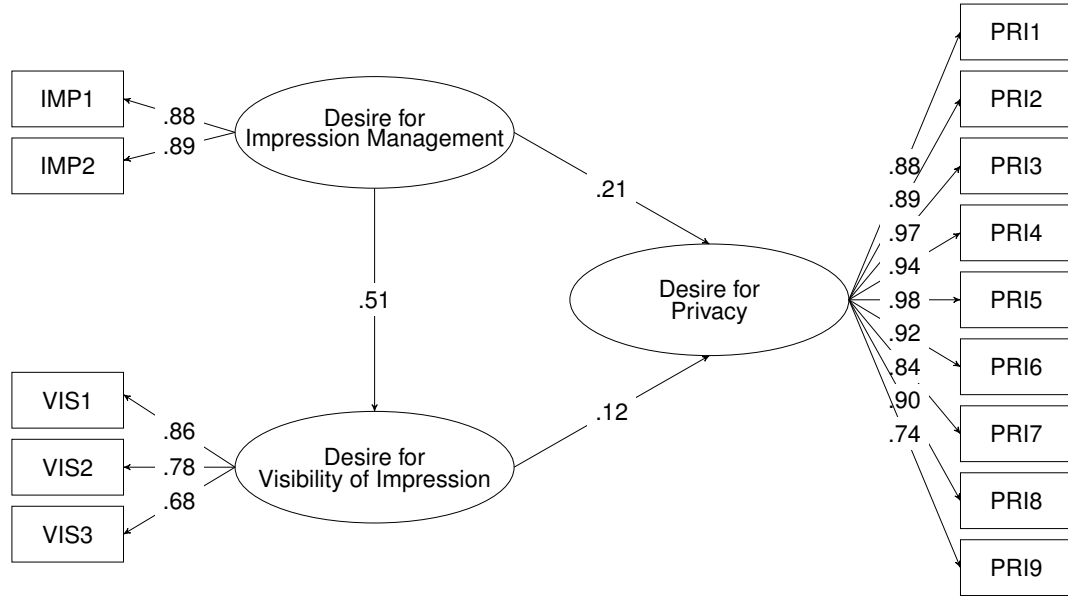 IMP1
IMP2
.88
.89
Desire for
Impression Management
.21
.51
VIS1
VIS2
VIS3
.86
.78
.68
Desire for
Visibility of Impression
.12
Desire for
Privacy
.88
.89
.97
.94
.98
.92
.84
.90
.74
PRI1
PRI2
PRI3
PRI4
PRI5
PRI6
PRI7
PRI8
PRI9